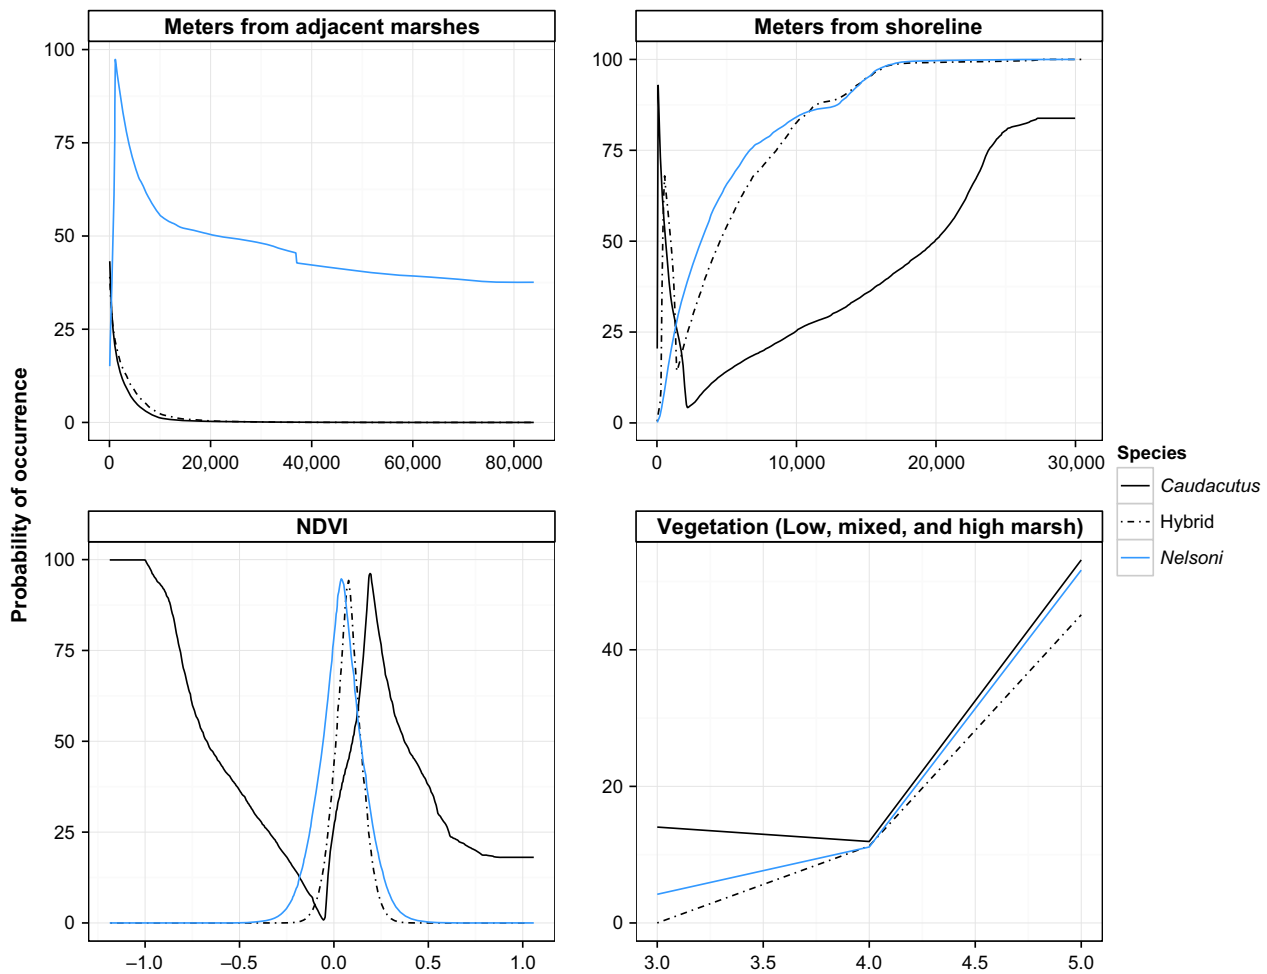 Meters from adjacent marshes
100
75
50
25
0
0 20,000 40,000 60,000 80,000
Meters from shoreline
100
75
50
25
0
0 10,000 20,000 30,000
Probability of occurrence
NDVI
100
75
50
25
0
–1.0 –0.5 0.0 0.5 1.0
Vegetation (Low, mixed, and high marsh)
40
20
0
3.0 3.5 4.0 4.5 5.0
Species
Caudacutus
Hybrid
Nelsoni